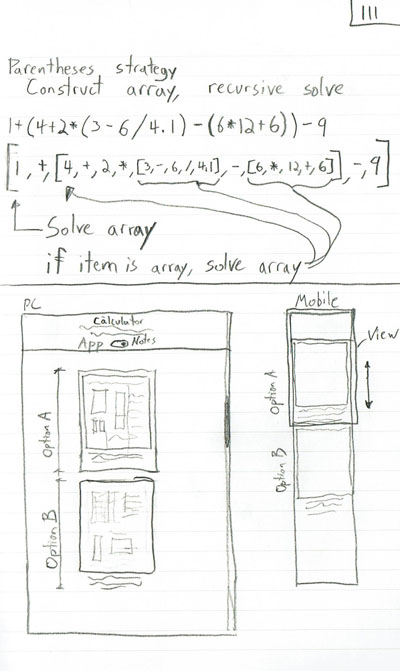 111
Parentheses strategy
Construct array, recursive solve
1+(4+2*(3-6/4.1)-(6*12+6))-9
[1,+,[4,+,2,*,[3,-,6,/,4.1],-,[6,*,12,+,6]],-,9]
Solve array
if item is array, solve array
PC
Calculator
App Notes
Option A
Option B
Mobile
View
Option A
Option B